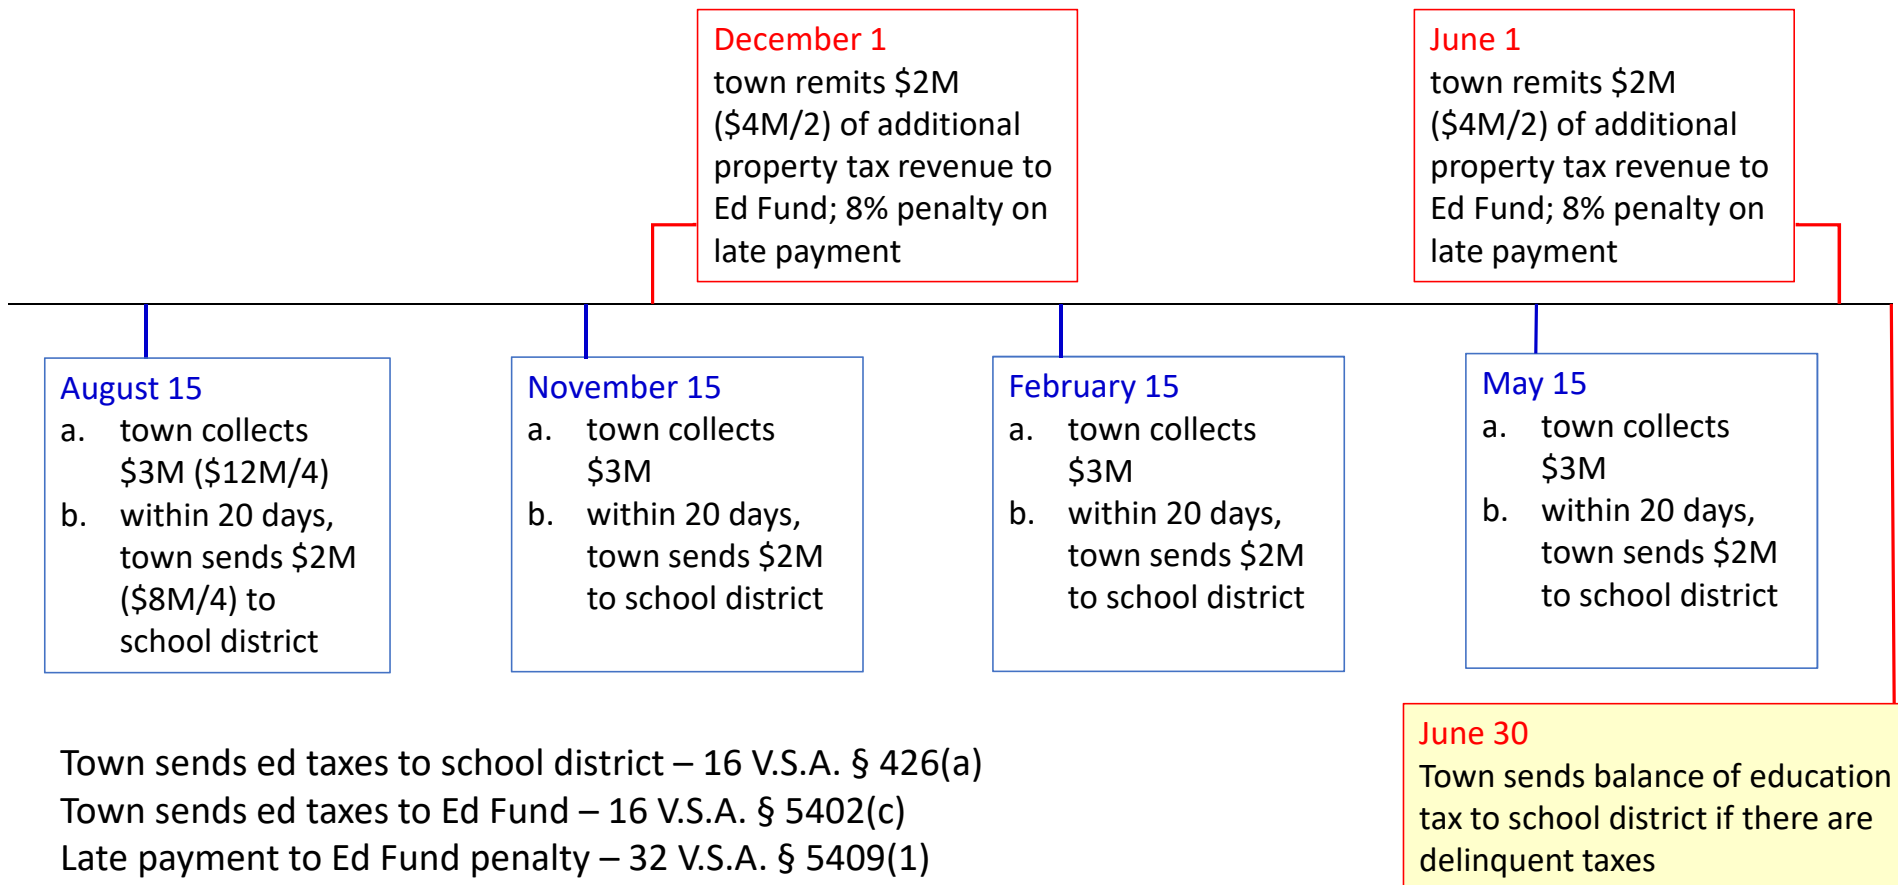 December 1
town remits $2M
($4M/2) of additional
property tax revenue to
Ed Fund; 8% penalty on
late payment
June 1
town remits $2M
($4M/2) of additional
property tax revenue to
Ed Fund; 8% penalty on
late payment
August 15
a. town collects
$3M ($12M/4)
b. within 20 days,
town sends $2M
($8M/4) to
school district
November 15
a. town collects
$3M
b. within 20 days,
town sends $2M
to school district
February 15
a. town collects
$3M
b. within 20 days,
town sends $2M
to school district
May 15
a. town collects
$3M
b. within 20 days,
town sends $2M
to school district
Town sends ed taxes to school district – 16 V.S.A. § 426(a)
Town sends ed taxes to Ed Fund – 16 V.S.A. § 5402(c)
Late payment to Ed Fund penalty – 32 V.S.A. § 5409(1)
June 30
Town sends balance of education
tax to school district if there are
delinquent taxes